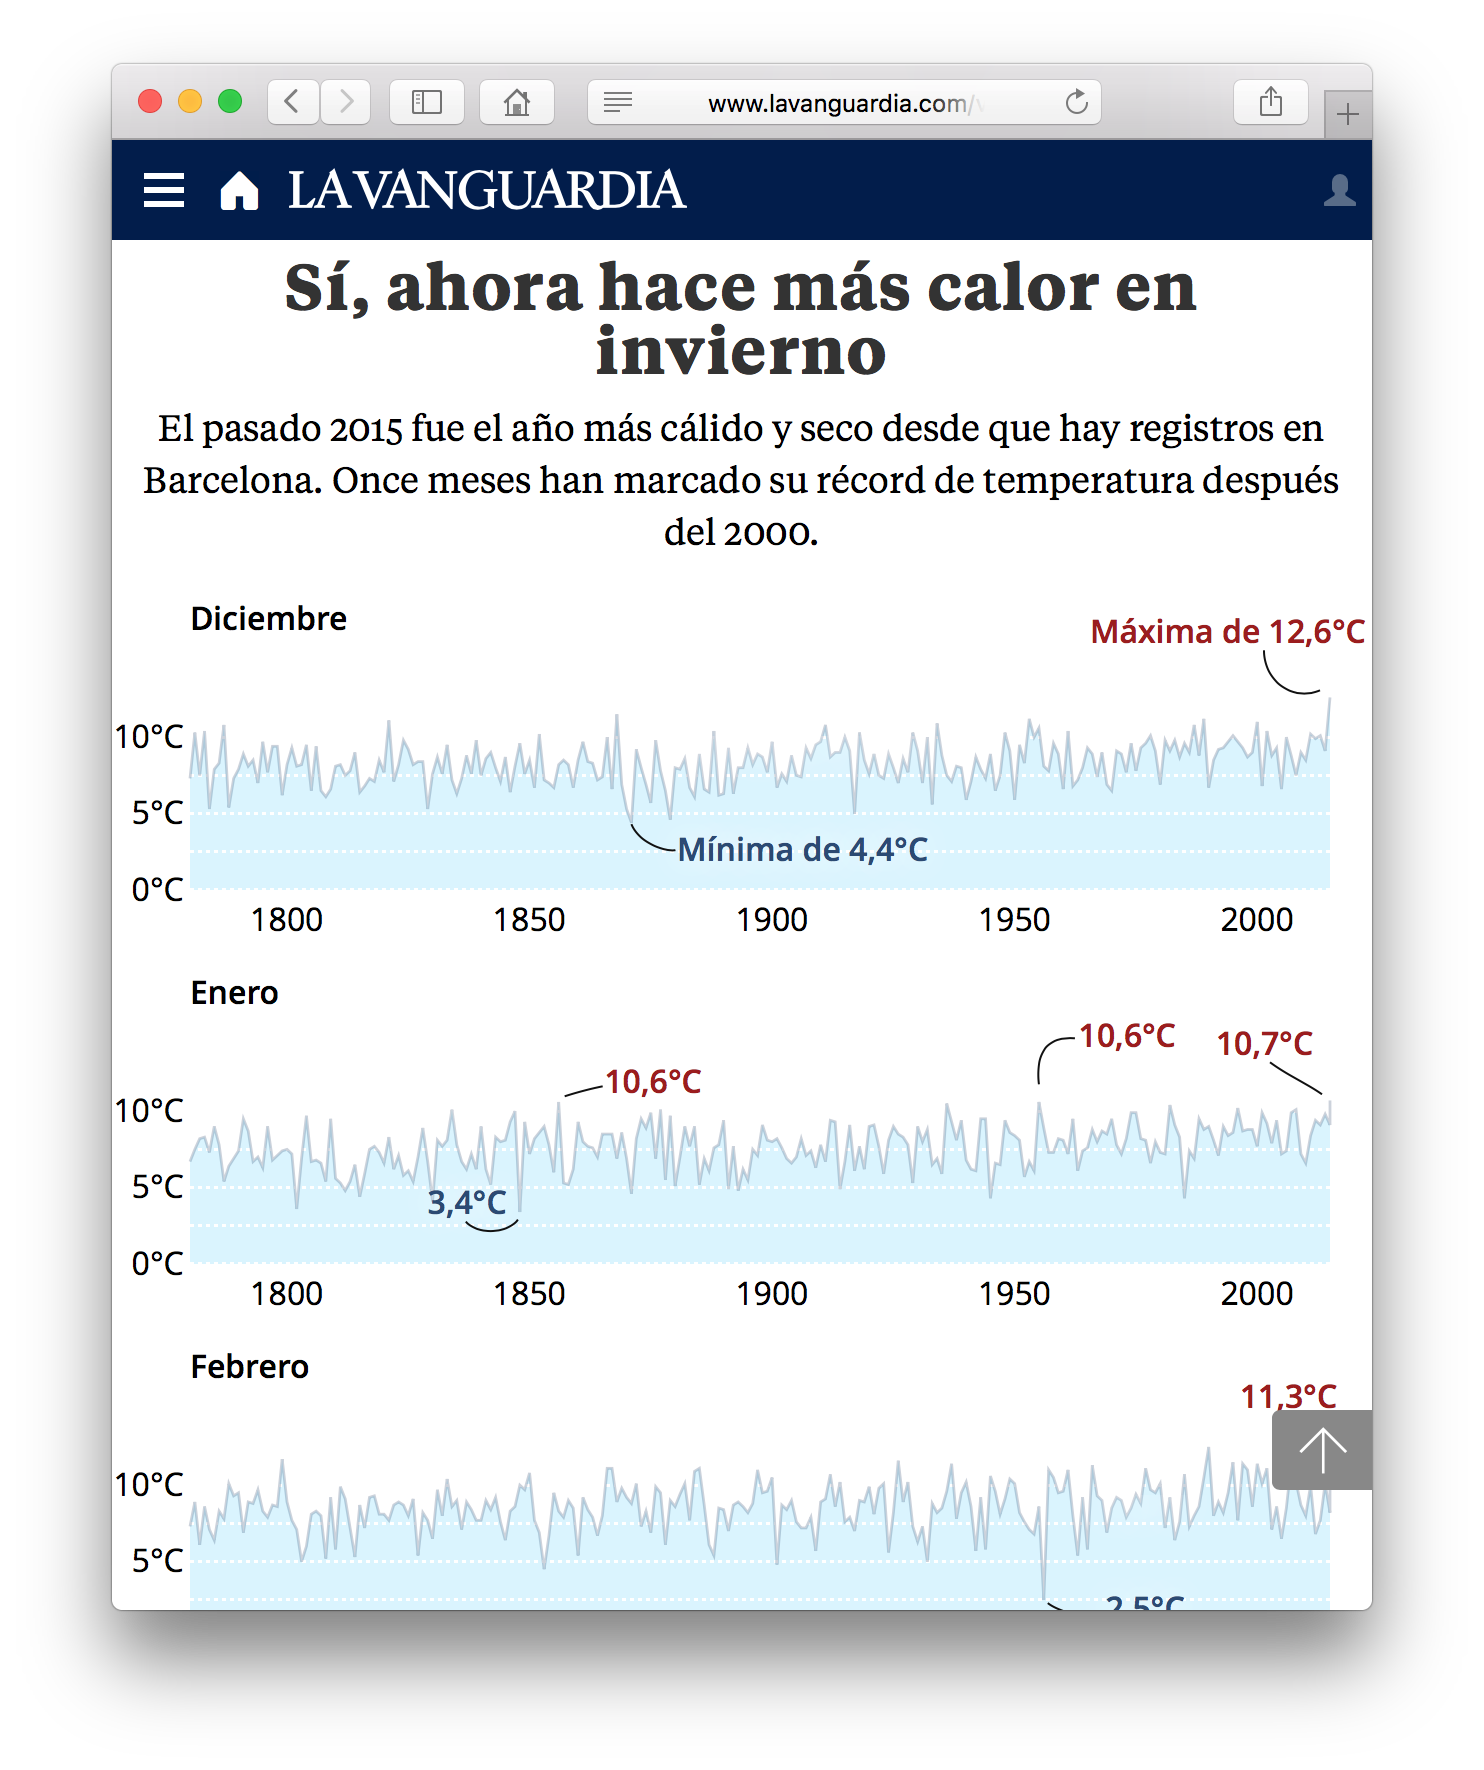 www.lavanguardia.com/
LA VANGUARDIA
Sí, ahora hace más calor en
invierno
El pasado 2015 fue el año más cálido y seco desde que hay registros en
Barcelona. Once meses han marcado su récord de temperatura después
del 2000.
Diciembre
Máxima de 12,6°C
10°C
5°C
Mínima de 4,4°C
0°C
1800 1850 1900 1950 2000
Enero
10,6°C 10,7°C
10,6°C
10°C
5°C
3,4°C
0°C
1800 1850 1900 1950 2000
Febrero
11,3°C
10°C
5°C
2,5°C